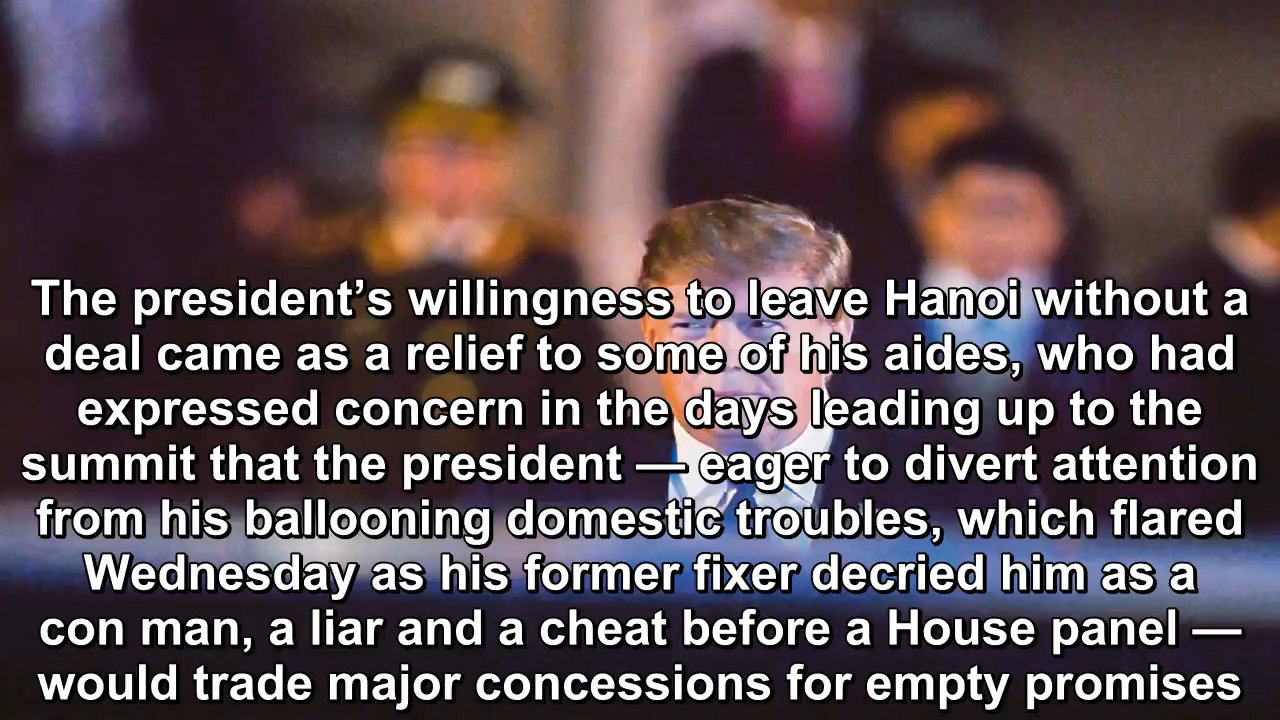 The president’s willingness to leave Hanoi without a
deal came as a relief to some of his aides, who had
expressed concern in the days leading up to the
summit that the president — eager to divert attention
from his ballooning domestic troubles, which flared
Wednesday as his former fixer decried him as a
con man, a liar and a cheat before a House panel —
would trade major concessions for empty promises